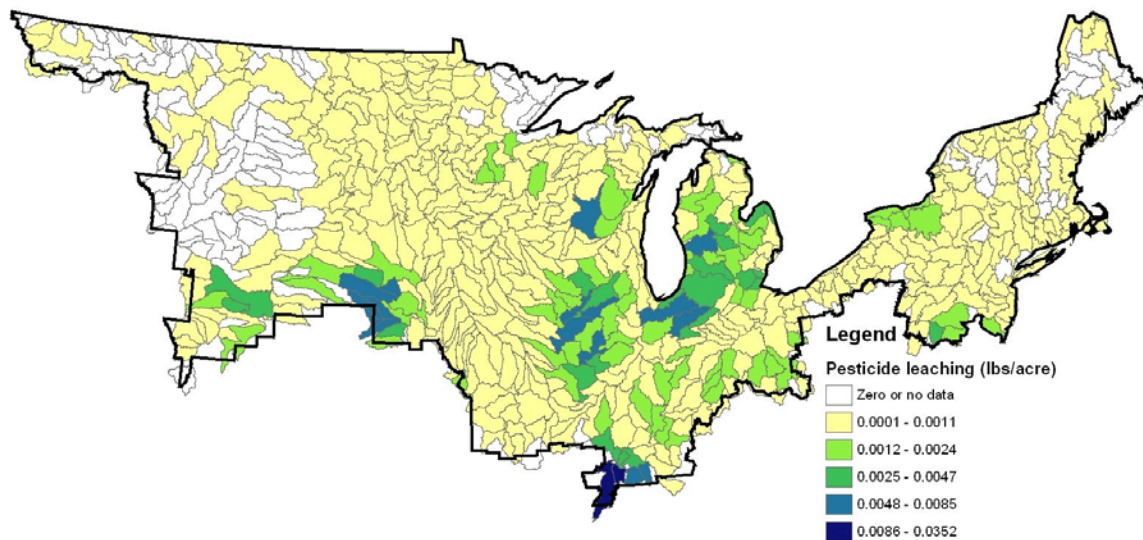 Legend
Pesticide leaching (lbs/acre)
Zero or no data
0.0001 - 0.0011
0.0012 - 0.0024
0.0025 - 0.0047
0.0048 - 0.0085
0.0086 - 0.0352